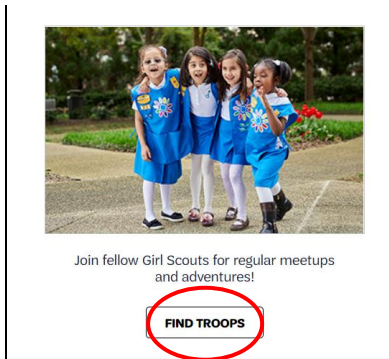 Join fellow Girl Scouts for regular meetups
and adventures!
FIND TROOPS